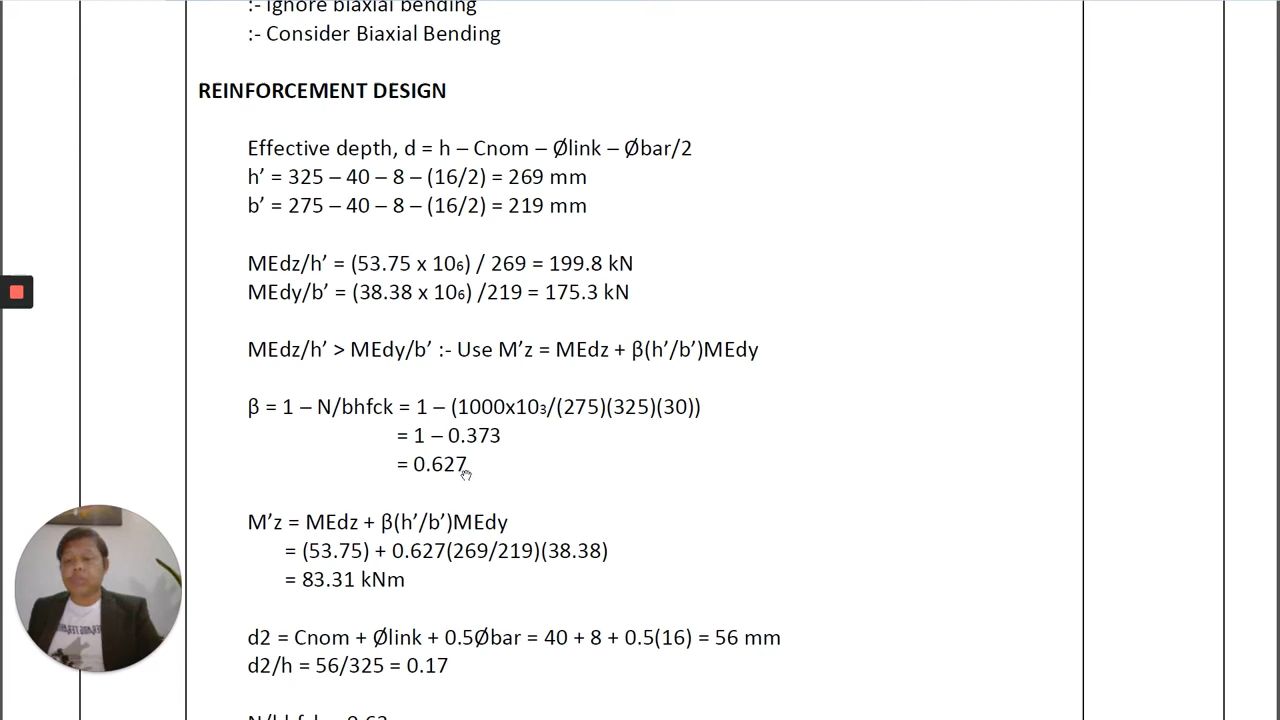 :- Ignore biaxial bending
:- Consider Biaxial Bending
REINFORCEMENT DESIGN
Effective depth, d = h – Cnom – Ølink – Øbar/2
h’ = 325 – 40 – 8 – (16/2) = 269 mm
b’ = 275 – 40 – 8 – (16/2) = 219 mm
MEdz/h’ = (53.75 x 10₆) / 269 = 199.8 kN
MEdy/b’ = (38.38 x 10₆) /219 = 175.3 kN
MEdz/h’ > MEdy/b’ :- Use M’z = MEdz + β(h’/b’)MEdy
β = 1 – N/bhfck = 1 – (1000x10₃/(275)(325)(30))
= 1 – 0.373
= 0.627
M’z = MEdz + β(h’/b’)MEdy
= (53.75) + 0.627(269/219)(38.38)
= 83.31 kNm
d2 = Cnom + Ølink + 0.5Øbar = 40 + 8 + 0.5(16) = 56 mm
d2/h = 56/325 = 0.17